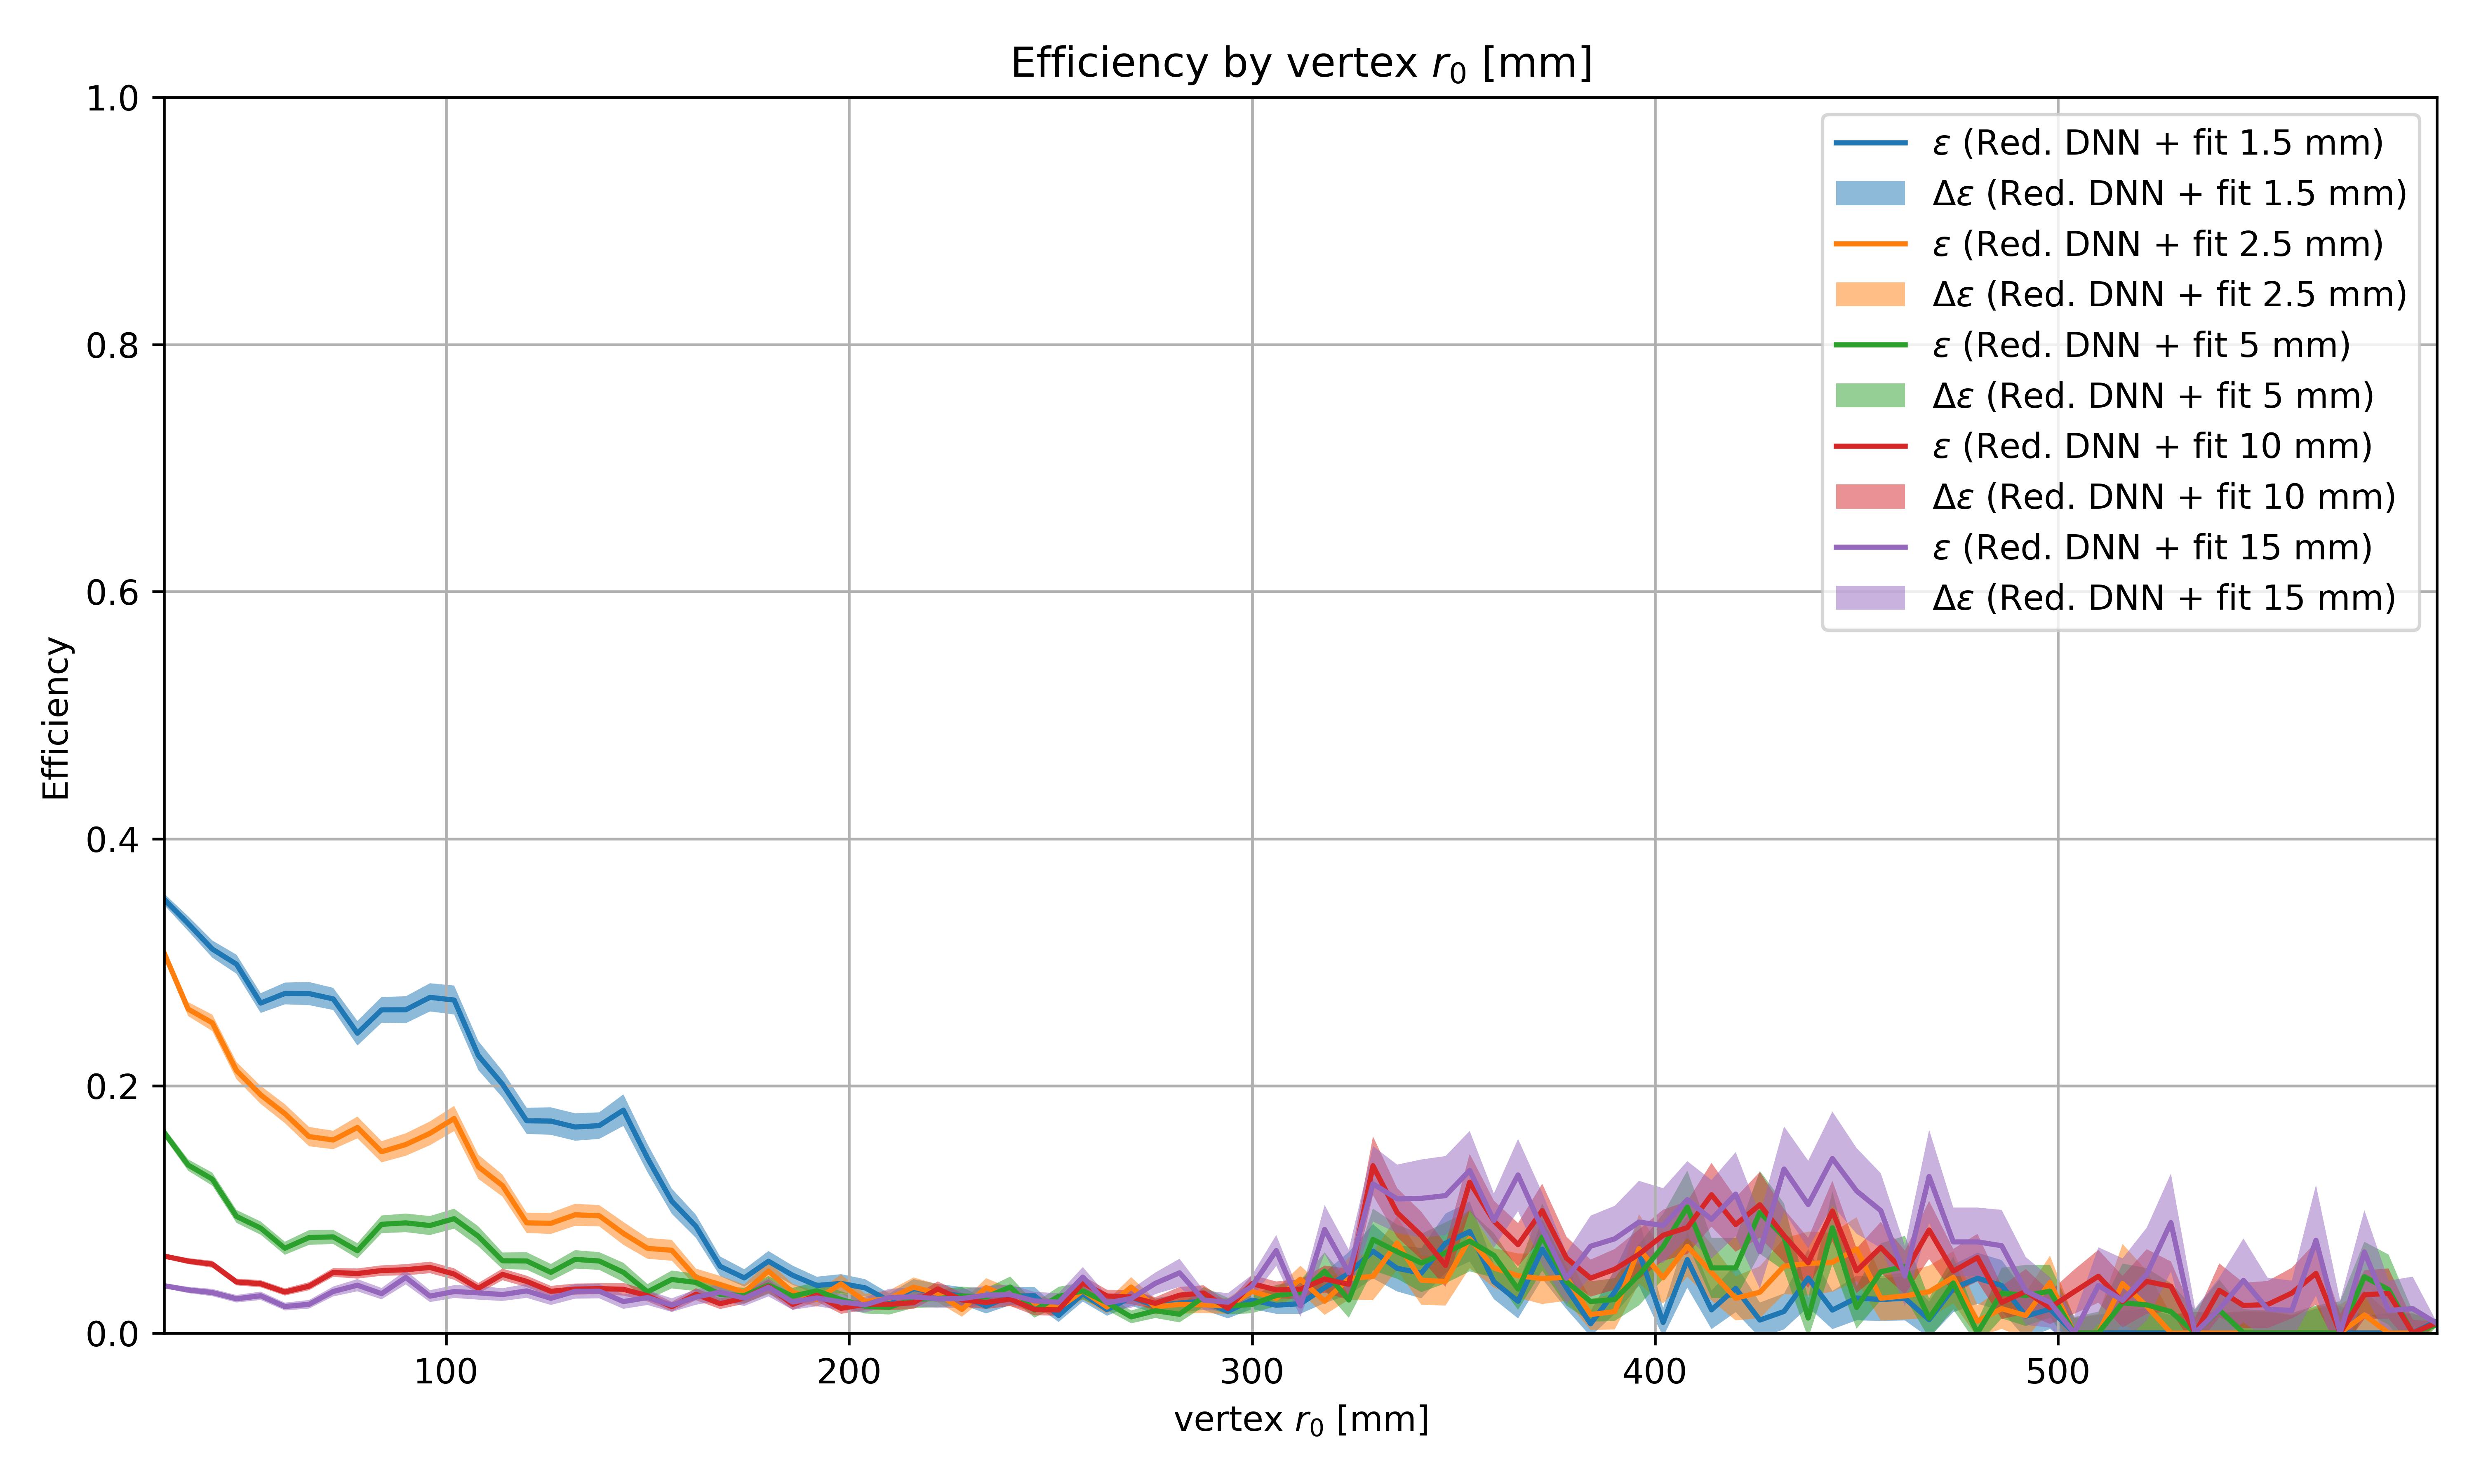 Efficiency by vertex r₀ [mm]
1.0
0.8
0.6
0.4
0.2
0.0
Efficiency
ε (Red. DNN + fit 1.5 mm)
Δε (Red. DNN + fit 1.5 mm)
ε (Red. DNN + fit 2.5 mm)
Δε (Red. DNN + fit 2.5 mm)
ε (Red. DNN + fit 5 mm)
Δε (Red. DNN + fit 5 mm)
ε (Red. DNN + fit 10 mm)
Δε (Red. DNN + fit 10 mm)
ε (Red. DNN + fit 15 mm)
Δε (Red. DNN + fit 15 mm)
100 200 300 400 500
vertex r₀ [mm]